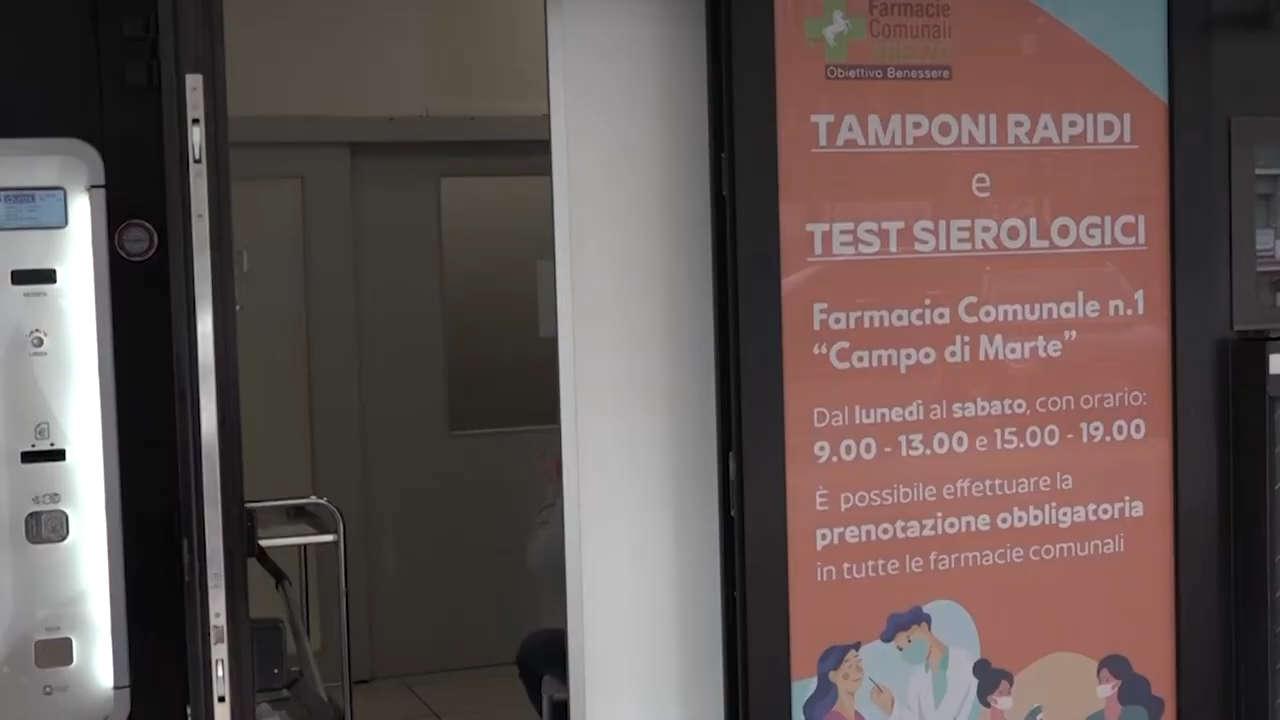 Farmacie
Comunali
Obiettivo Benessere
TAMPONI RAPIDI
e
TEST SIEROLOGICI
Farmacia Comunale n.1
“Campo di Marte”
Dal lunedì al sabato, con orario:
9.00 - 13.00 e 15.00 - 19.00
È possibile effettuare la
prenotazione obbligatoria
in tutte le farmacie comunali